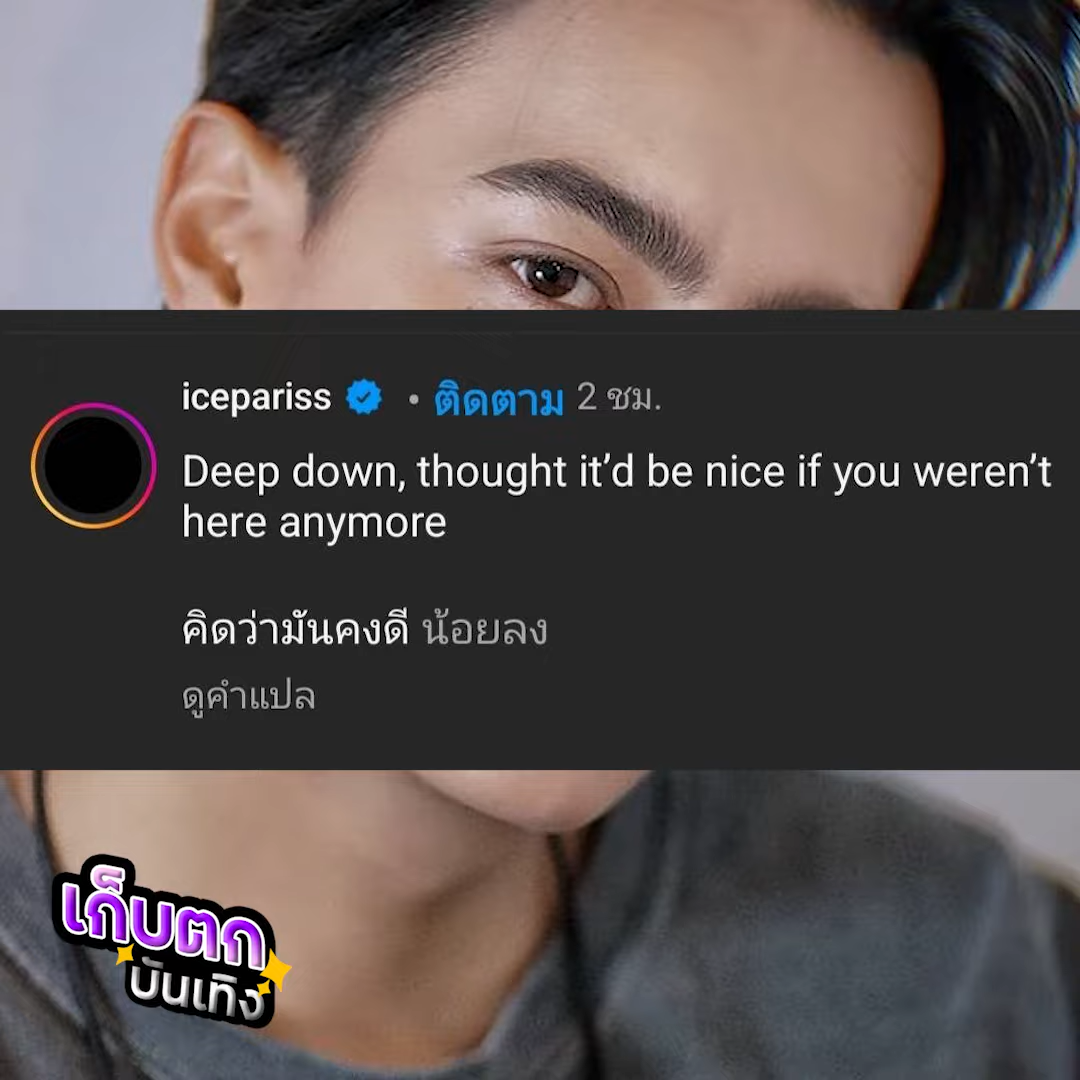 icepariss • ติดตาม 2 ชม.
Deep down, thought it’d be nice if you weren’t
here anymore
คิดว่ามันคงดี น้อยลง
ดูคำแปล
เก็บตก
บันเทิง